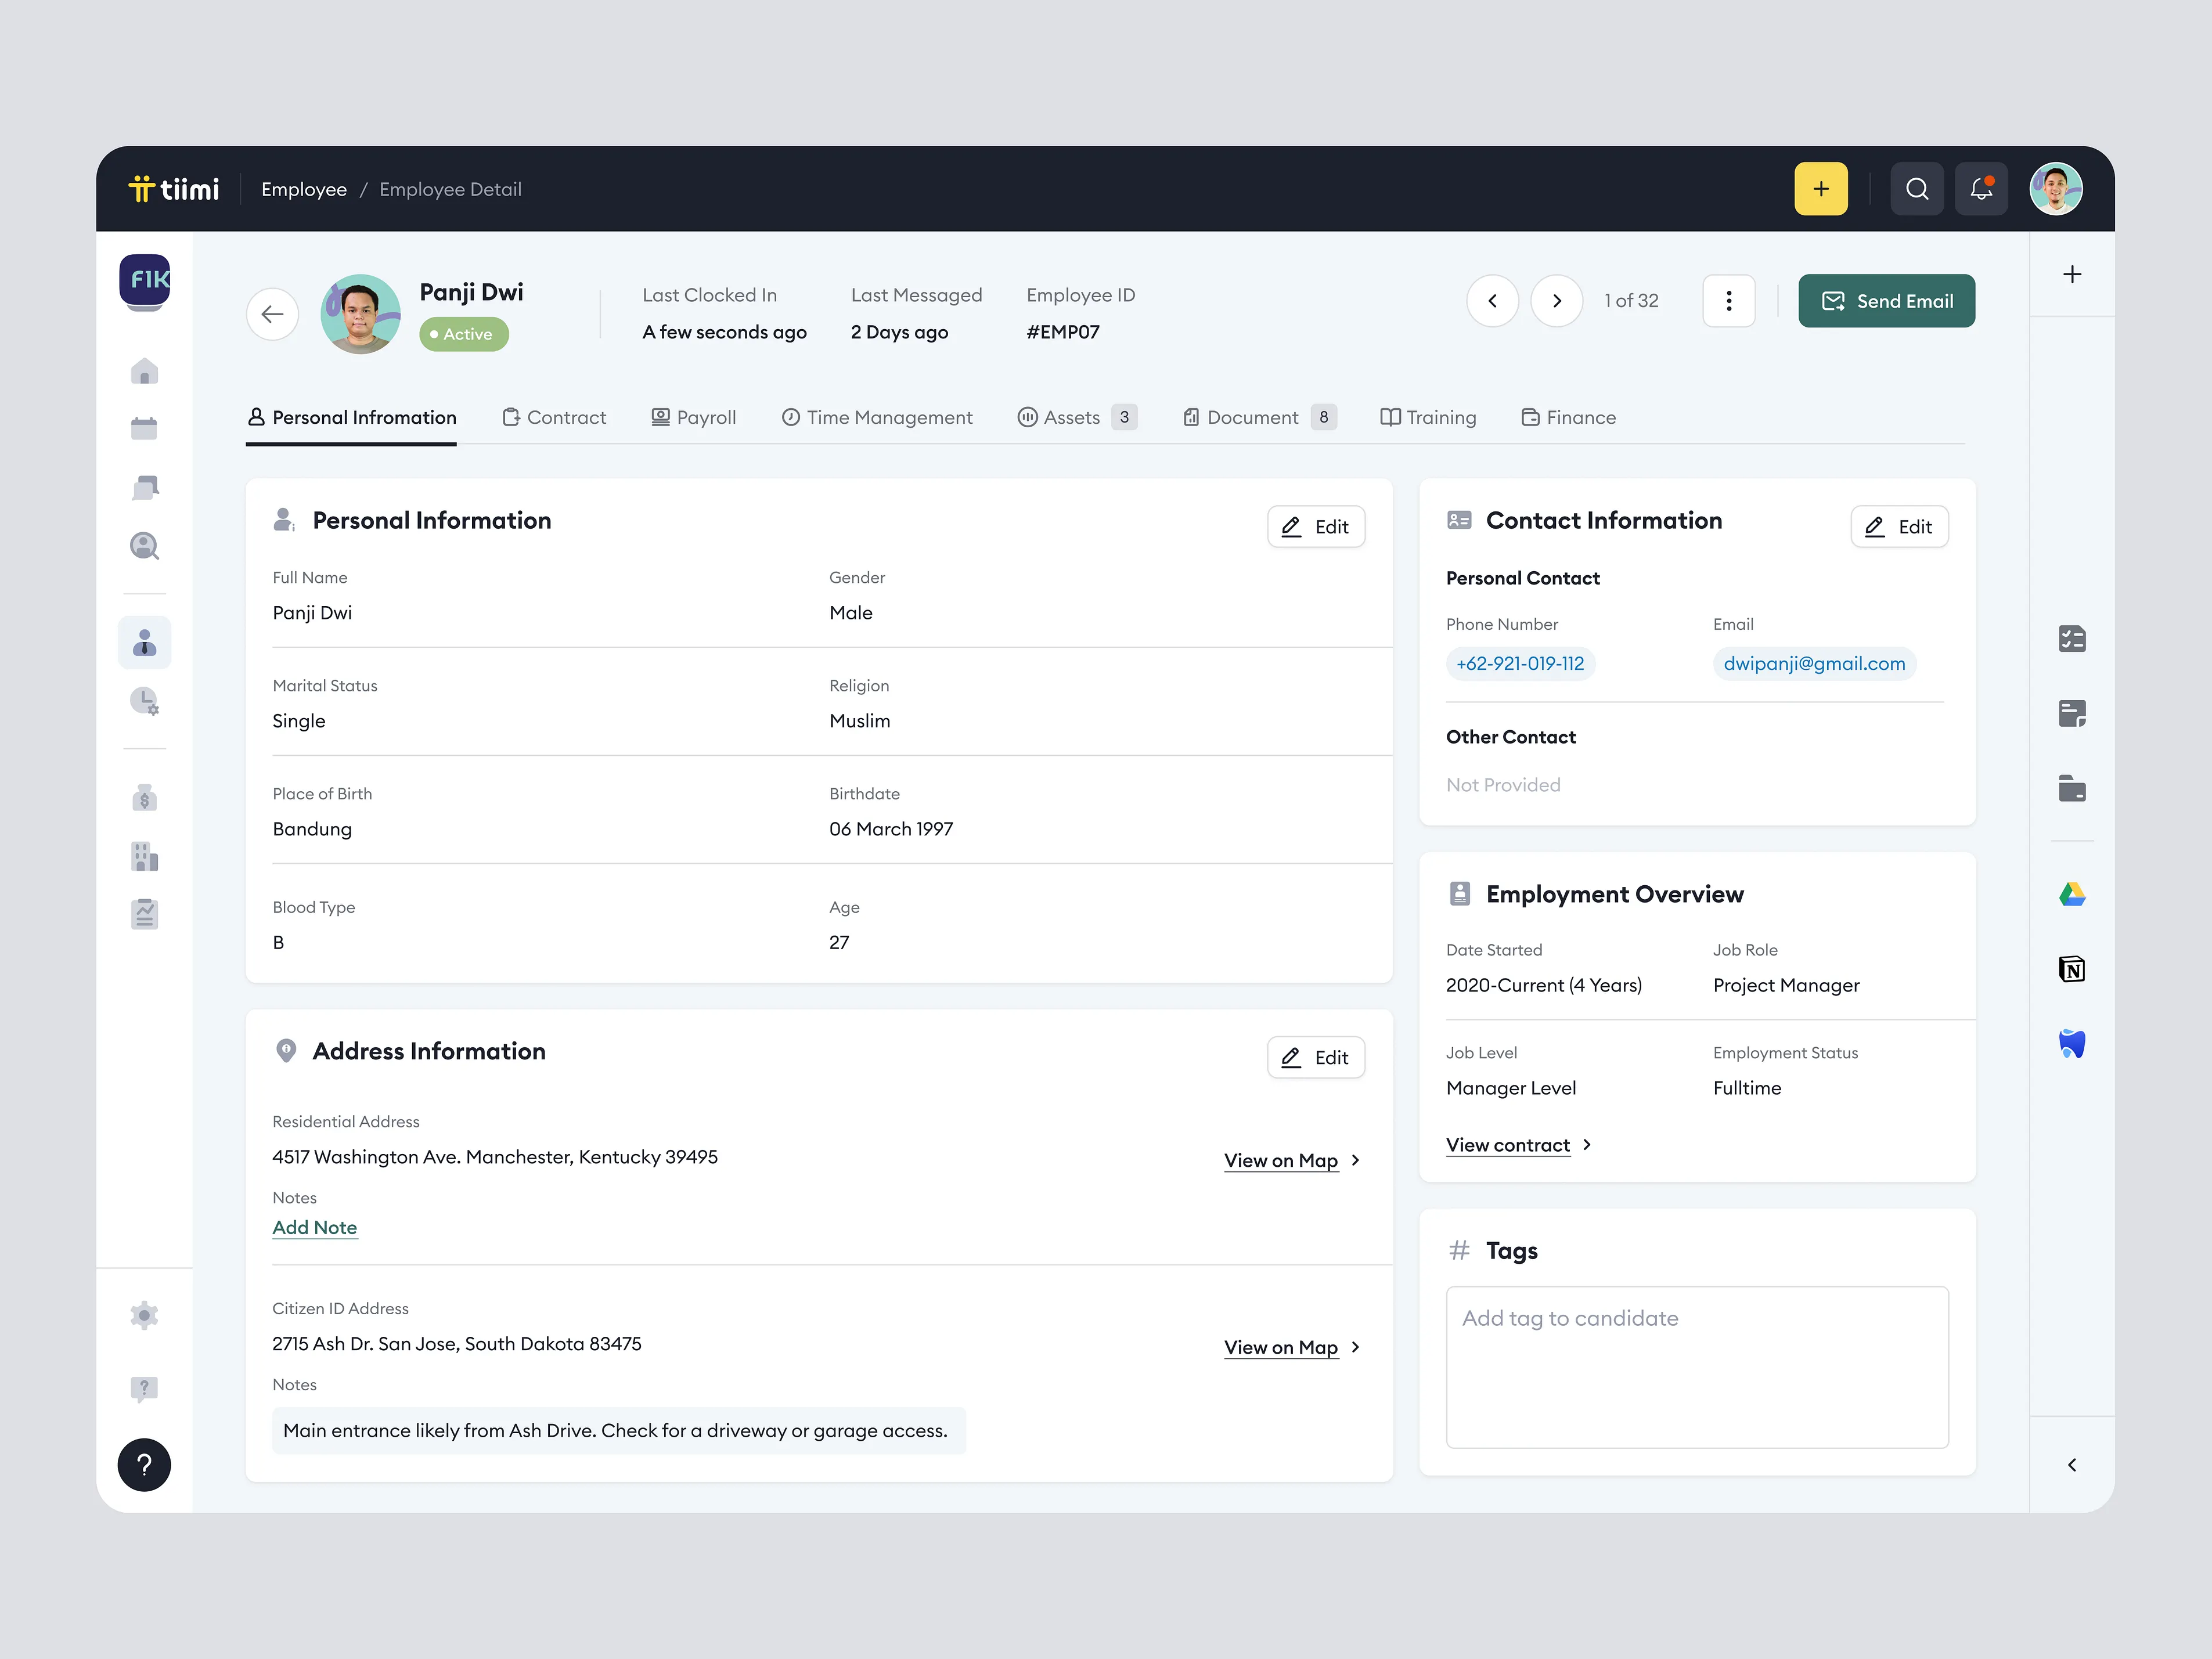 tiimi
Employee / Employee Detail
F1K
Panji Dwi
Active
Last Clocked In
A few seconds ago
Last Messaged
2 Days ago
Employee ID
#EMP07
1 of 32
Send Email
Personal Infromation
Contract
Payroll
Time Management
Assets 3
Document 8
Training
Finance
Personal Information
Edit
Full Name
Panji Dwi
Gender
Male
Marital Status
Single
Religion
Muslim
Place of Birth
Bandung
Birthdate
06 March 1997
Blood Type
B
Age
27
Address Information
Edit
Residential Address
4517 Washington Ave. Manchester, Kentucky 39495
View on Map
Notes
Add Note
Citizen ID Address
2715 Ash Dr. San Jose, South Dakota 83475
View on Map
Notes
Main entrance likely from Ash Drive. Check for a driveway or garage access.
Contact Information
Edit
Personal Contact
Phone Number
+62-921-019-112
Email
dwipanji@gmail.com
Other Contact
Not Provided
Employment Overview
Date Started
2020-Current (4 Years)
Job Role
Project Manager
Job Level
Manager Level
Employment Status
Fulltime
View contract
# Tags
Add tag to candidate